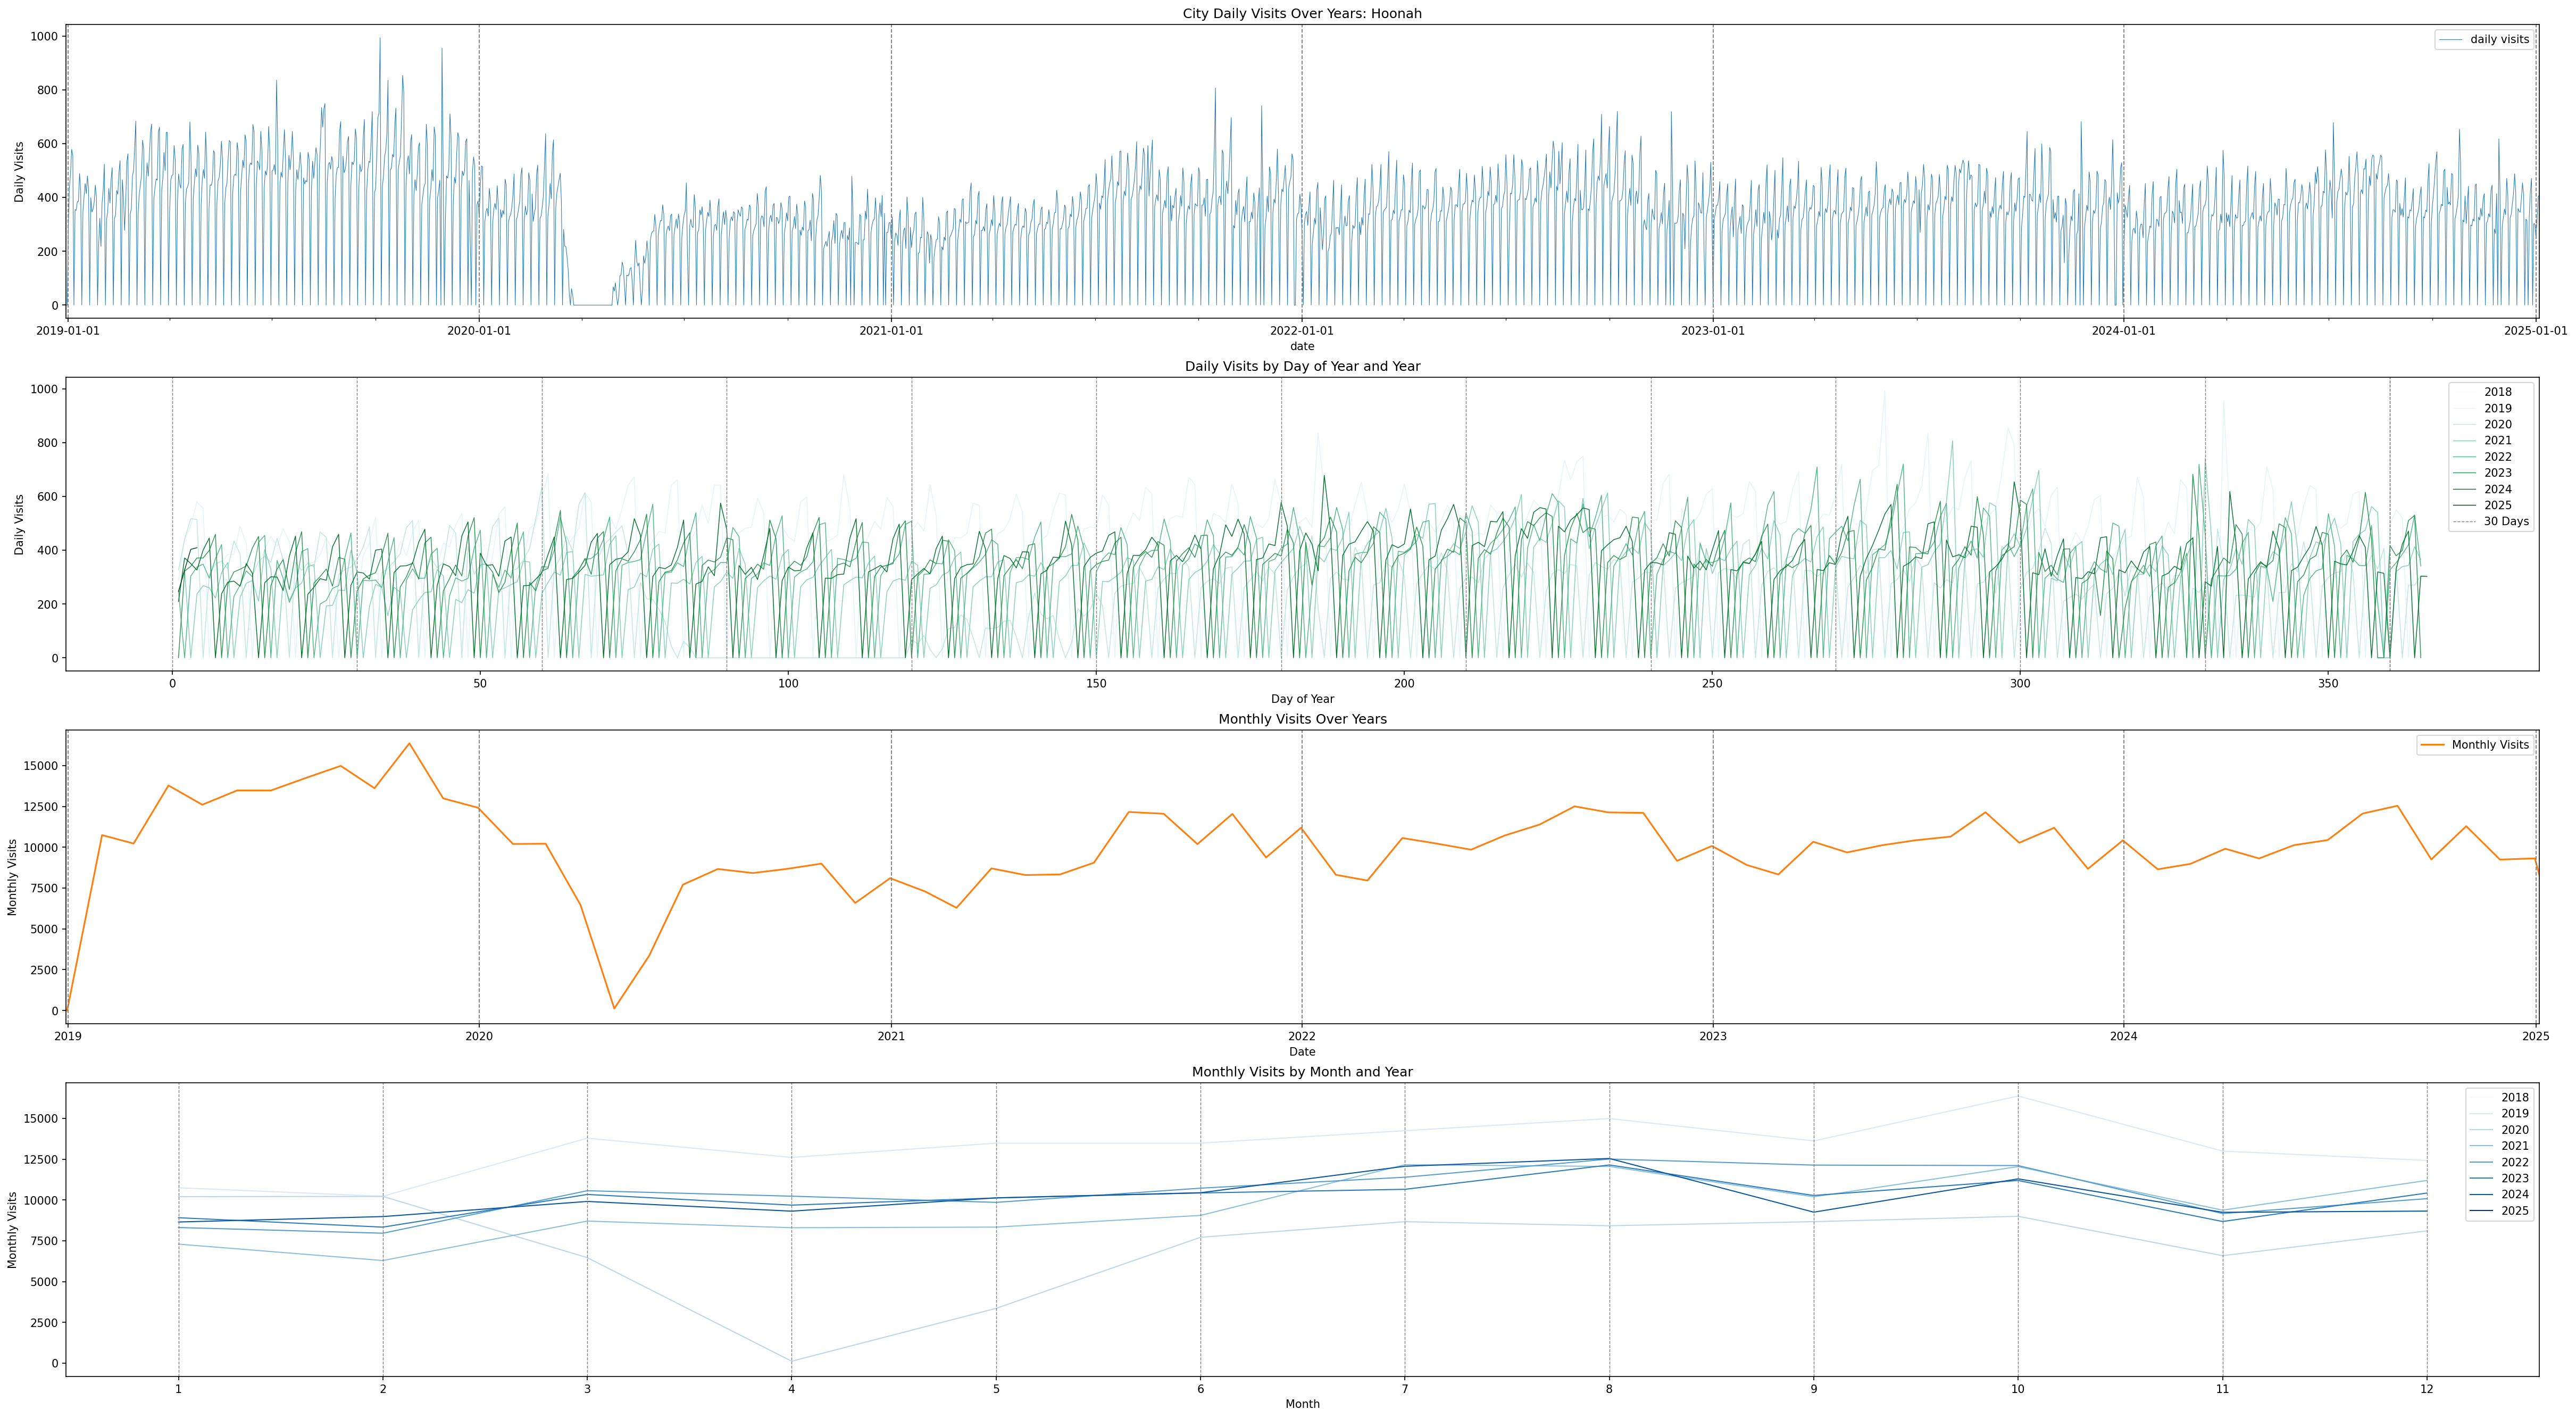 City Daily Visits Over Years: Hoonah
Daily Visits
1000
800
600
400
200
0
daily visits
2019-01-01 2020-01-01 2021-01-01 2022-01-01 2023-01-01 2024-01-01 2025-01-01
date
Daily Visits by Day of Year and Year
Daily Visits
1000
800
600
400
200
0
2018
2019
2020
2021
2022
2023
2024
2025
30 Days
0 50 100 150 200 250 300 350
Day of Year
Monthly Visits Over Years
Monthly Visits
15000
12500
10000
7500
5000
2500
0
Monthly Visits
2019 2020 2021 2022 2023 2024 2025
Date
Monthly Visits by Month and Year
Monthly Visits
15000
12500
10000
7500
5000
2500
0
2018
2019
2020
2021
2022
2023
2024
2025
1 2 3 4 5 6 7 8 9 10 11 12
Month